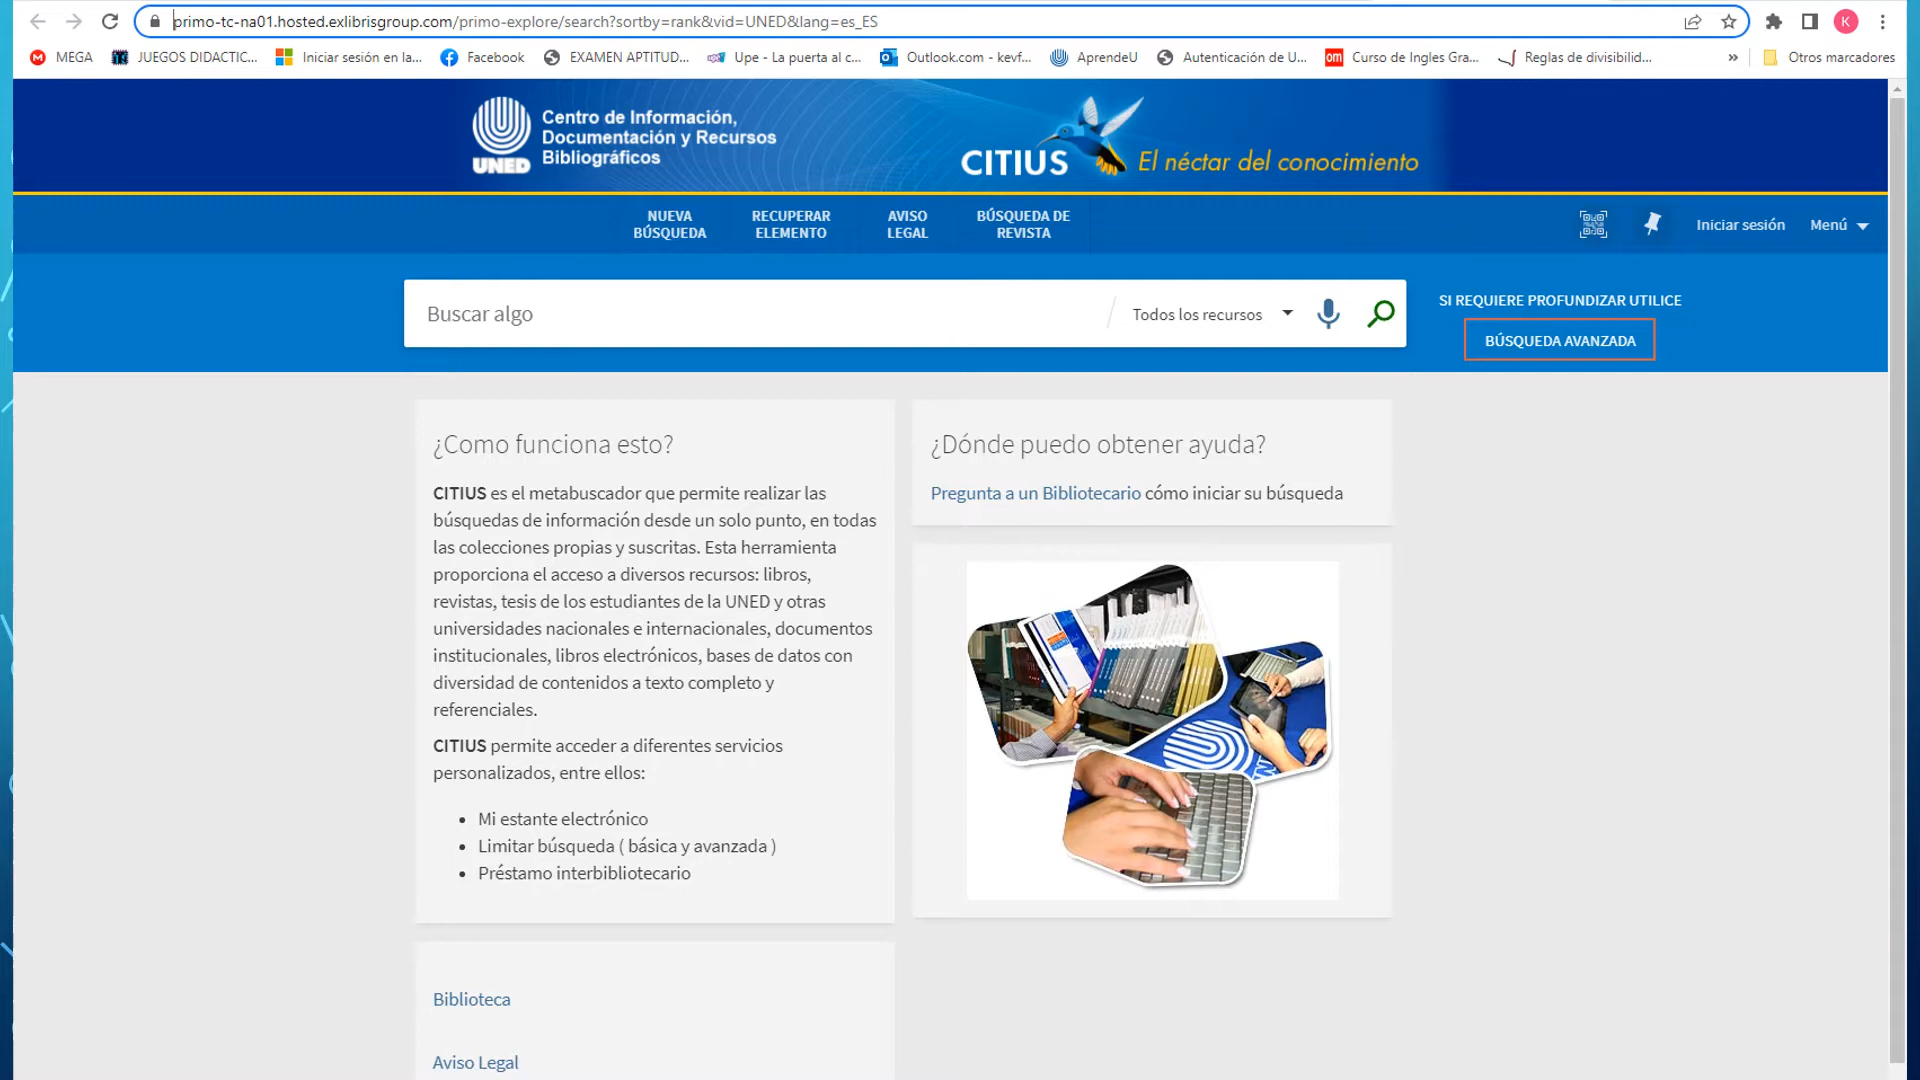 primo-tc-na01.hosted.exlibrisgroup.com/primo-explore/search?sortby=rank&vid=UNED&lang=es_ES
K
MEGA
JUEGOS DIDACTIC...
Iniciar sesión en la...
Facebook
EXAMEN APTITUD...
Upe - La puerta al c...
Outlook.com - kevf...
AprendeU
Autenticación de U...
om
Curso de Ingles Gra...
Reglas de divisibilid...
»
Otros marcadores
UNED
Centro de Información,
Documentación y Recursos
Bibliográficos
CITIUS
El néctar del conocimiento
NUEVA
BÚSQUEDA
RECUPERAR
ELEMENTO
AVISO
LEGAL
BÚSQUEDA DE
REVISTA
Iniciar sesión
Menú
Buscar algo
Todos los recursos
SI REQUIERE PROFUNDIZAR UTILICE
BÚSQUEDA AVANZADA
¿Como funciona esto?
CITIUS es el metabuscador que permite realizar las
búsquedas de información desde un solo punto, en todas
las colecciones propias y suscritas. Esta herramienta
proporciona el acceso a diversos recursos: libros,
revistas, tesis de los estudiantes de la UNED y otras
universidades nacionales e internacionales, documentos
institucionales, libros electrónicos, bases de datos con
diversidad de contenidos a texto completo y
referenciales.
CITIUS permite acceder a diferentes servicios
personalizados, entre ellos:
• Mi estante electrónico
• Limitar búsqueda ( básica y avanzada )
• Préstamo interbibliotecario
¿Dónde puedo obtener ayuda?
Pregunta a un Bibliotecario cómo iniciar su búsqueda
Biblioteca
Aviso Legal